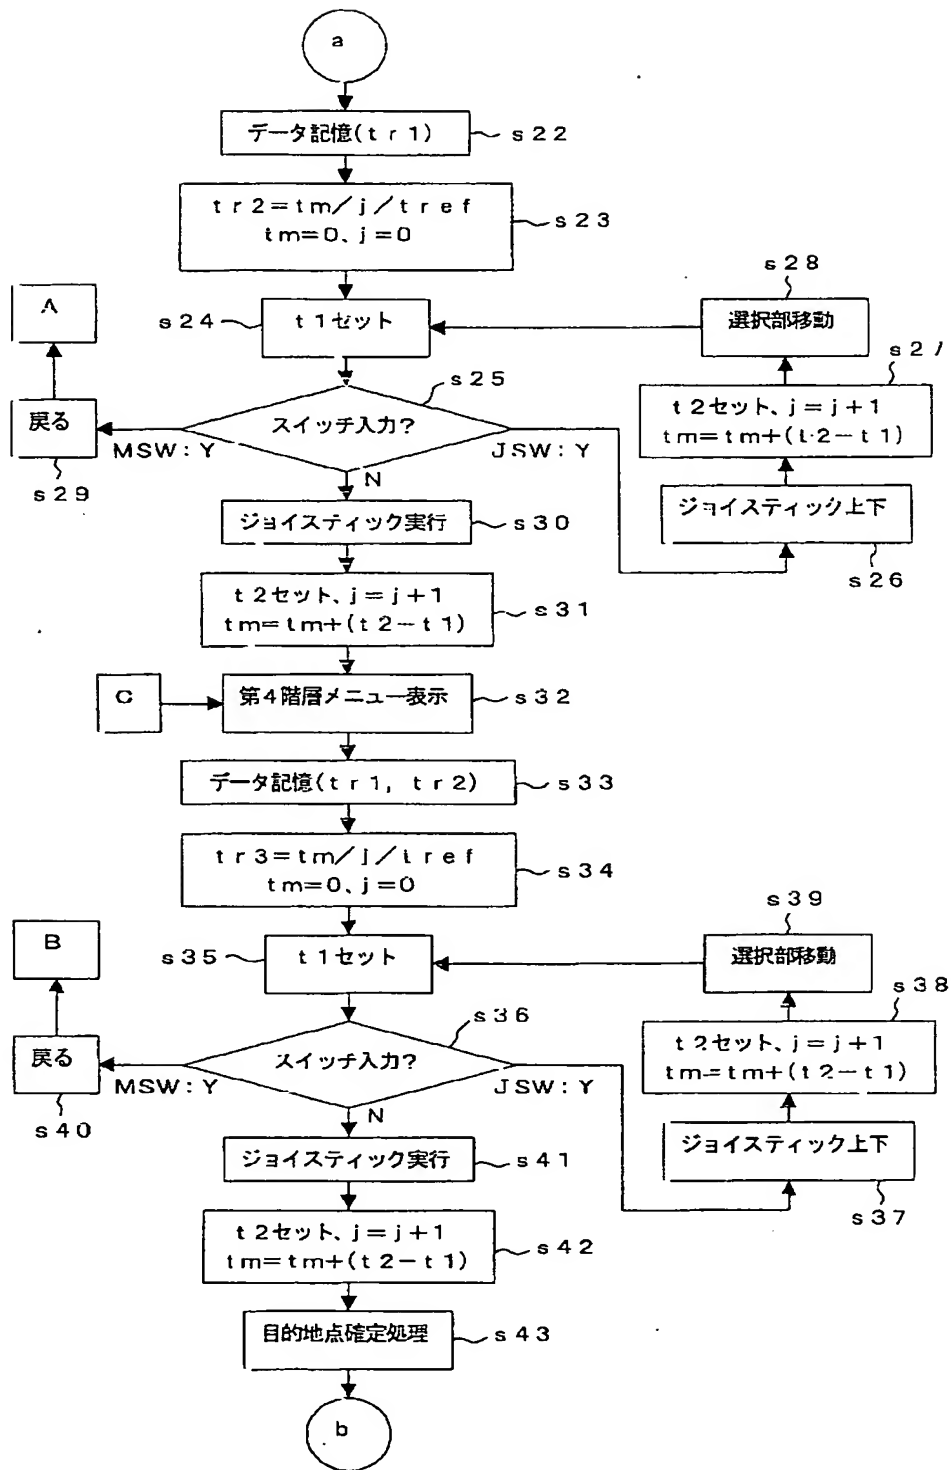 a
データ記憶(tr1)
s22
tr2=tm/j/tref
tm=0、j=0
s23
A
s24
t1セット
s28
選択部移動
s27
t2セット、j=j+1
tm=tm+(t2−t1)
戻る
s29
s25
スイッチ入力?
MSW:Y
JSW:Y
N
ジョイスティック上下
s26
ジョイスティック実行
s30
t2セット、j=j+1
tm=tm+(t2−t1)
s31
C
第4階層メニュー表示
s32
データ記憶(tr1, tr2)
s33
tr3=tm/j/tref
tm=0、j=0
s34
B
s35
t1セット
s39
選択部移動
s38
t2セット、j=j+1
tm=tm+(t2−t1)
戻る
s40
s36
スイッチ入力?
MSW:Y
JSW:Y
N
ジョイスティック上下
s37
ジョイスティック実行
s41
t2セット、j=j+1
tm=tm+(t2−t1)
s42
目的地点確定処理
s43
b